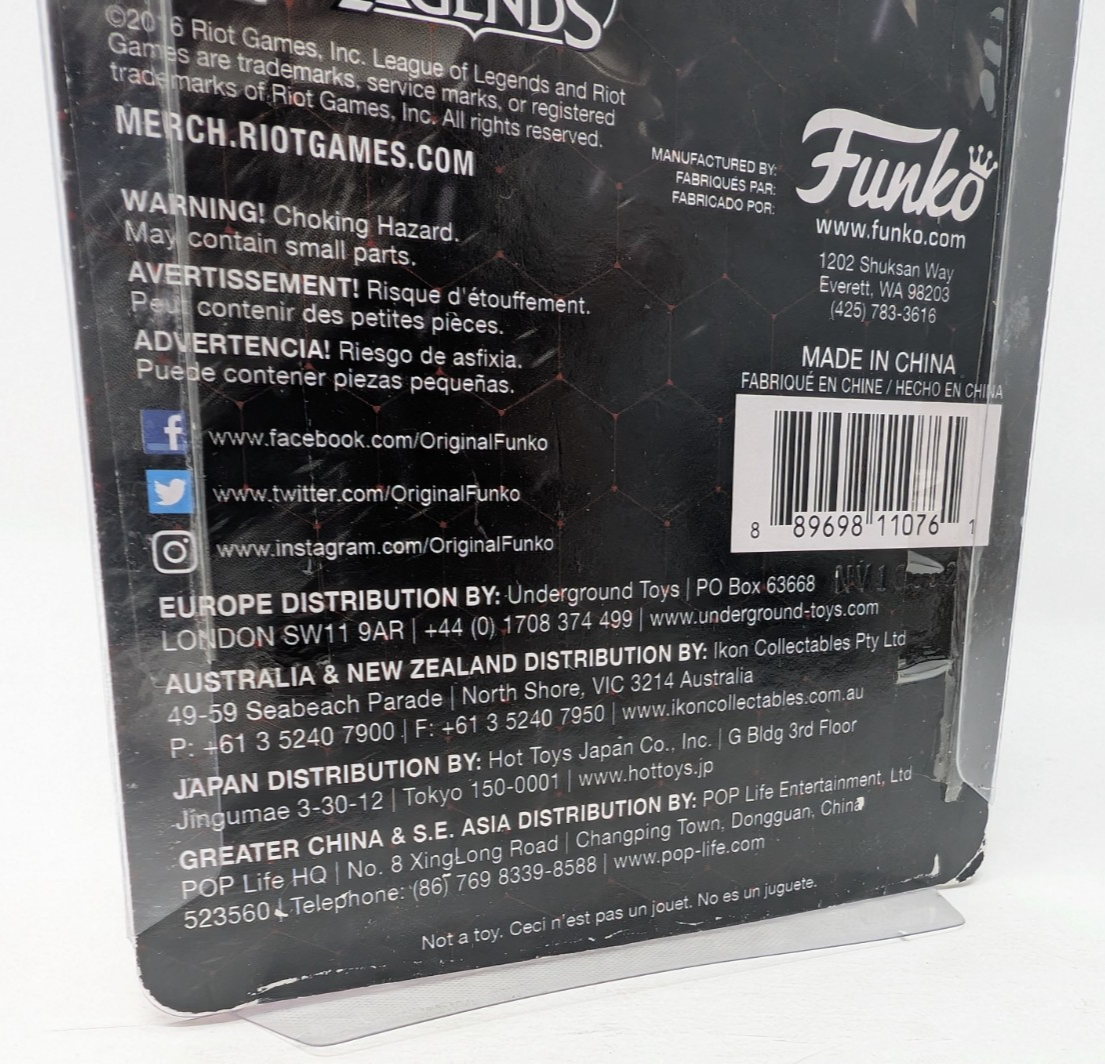 LEGENDS
©2016 Riot Games, Inc. League of Legends and Riot
Games are trademarks, service marks, or registered
trademarks of Riot Games, Inc. All rights reserved.
MERCH.RIOTGAMES.COM
WARNING! Choking Hazard.
May contain small parts.
AVERTISSEMENT! Risque d'étouffement.
Peut contenir des petites pièces.
ADVERTENCIA! Riesgo de asfixia.
Puede contener piezas pequeñas.
www.facebook.com/OriginalFunko
www.twitter.com/OriginalFunko
www.instagram.com/OriginalFunko
MANUFACTURED BY:
FABRIQUÉS PAR:
FABRICADO POR:
Funko
www.funko.com
1202 Shuksan Way
Everett, WA 98203
(425) 783-3616
MADE IN CHINA
FABRIQUÉ EN CHINE / HECHO EN CHINA
8 89698 11076 1
EUROPE DISTRIBUTION BY: Underground Toys | PO Box 63668
LONDON SW11 9AR | +44 (0) 1708 374 499 | www.underground-toys.com
AUSTRALIA & NEW ZEALAND DISTRIBUTION BY: Ikon Collectables Pty Ltd
49-59 Seabeach Parade | North Shore, VIC 3214 Australia
P: +61 3 5240 7900 | F: +61 3 5240 7950 | www.ikoncollectables.com.au
JAPAN DISTRIBUTION BY: Hot Toys Japan Co., Inc. | G Bldg 3rd Floor
Jingumae 3-30-12 | Tokyo 150-0001 | www.hottoys.jp
GREATER CHINA & S.E. ASIA DISTRIBUTION BY: POP Life Entertainment, Ltd
POP Life HQ | No. 8 XingLong Road | Changping Town, Dongguan, China
523560 Telephone: (86) 769 8339-8588 | www.pop-life.com
Not a toy. Ceci n'est pas un jouet. No es un juguete.